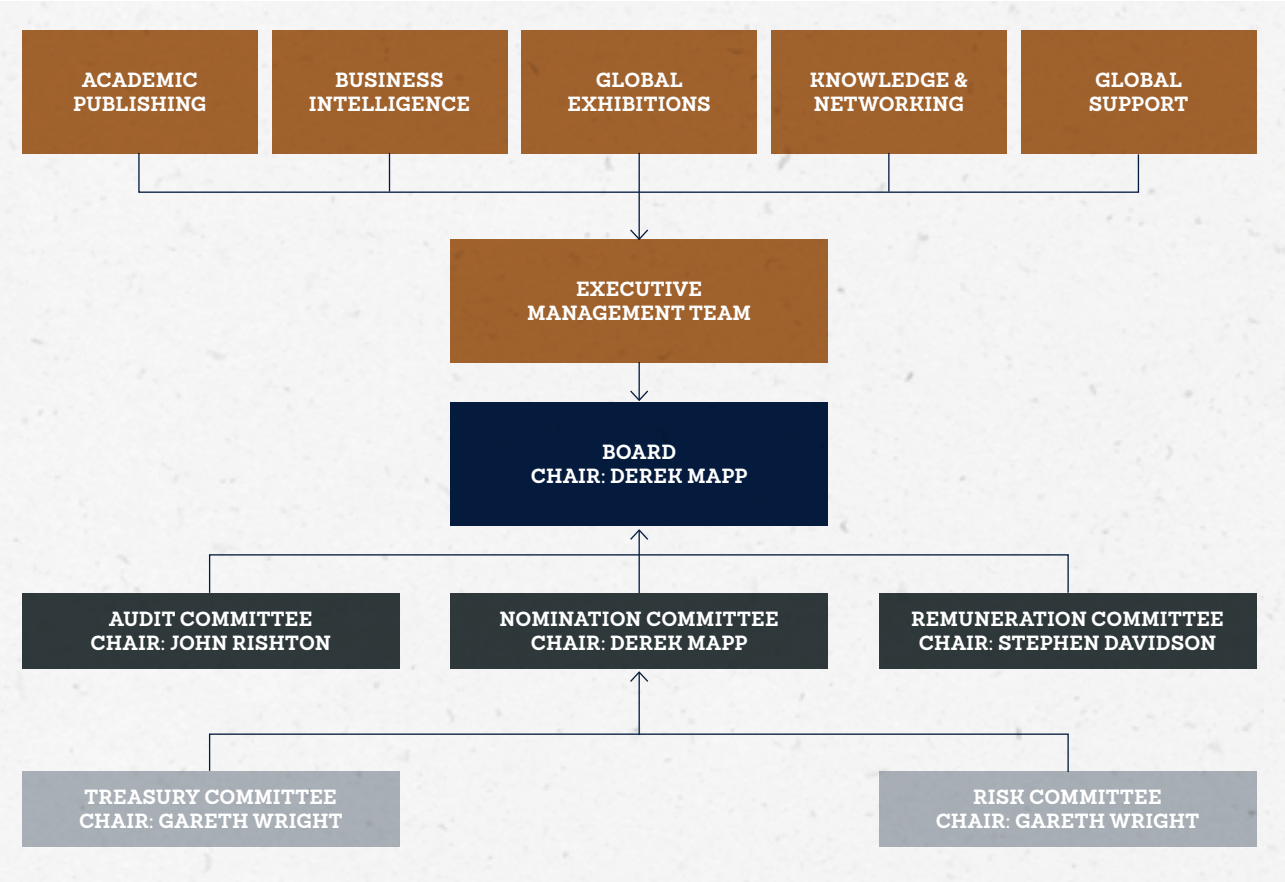 ACADEMIC
PUBLISHING
BUSINESS
INTELLIGENCE
GLOBAL
EXHIBITIONS
KNOWLEDGE &
NETWORKING
GLOBAL
SUPPORT
EXECUTIVE
MANAGEMENT TEAM
BOARD
CHAIR: DEREK MAPP
AUDIT COMMITTEE
CHAIR: JOHN RISHTON
NOMINATION COMMITTEE
CHAIR: DEREK MAPP
REMUNERATION COMMITTEE
CHAIR: STEPHEN DAVIDSON
TREASURY COMMITTEE
CHAIR: GARETH WRIGHT
RISK COMMITTEE
CHAIR: GARETH WRIGHT